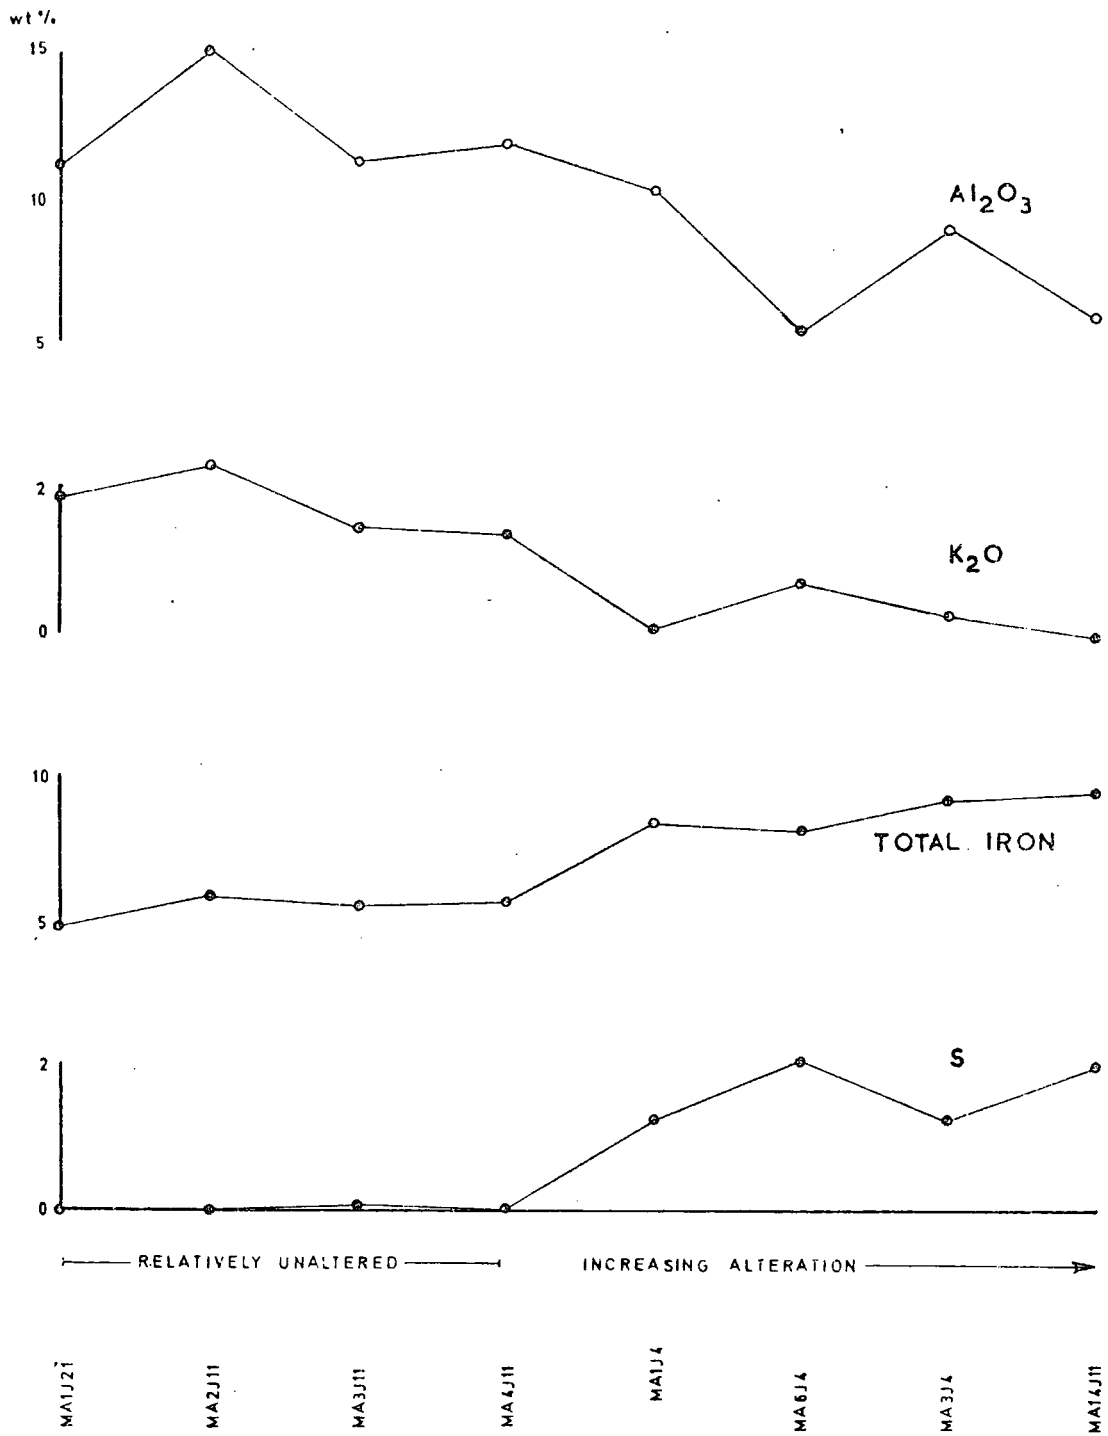 wt %
15
10
Al₂O₃
5
2
K₂O
0
10
TOTAL IRON
5
2
S
0
RELATIVELY UNALTERED
INCREASING ALTERATION
MA1J21
MA2J11
MA3J11
MA4J11
MA1J4
MA6J4
MA3J4
MA14J11